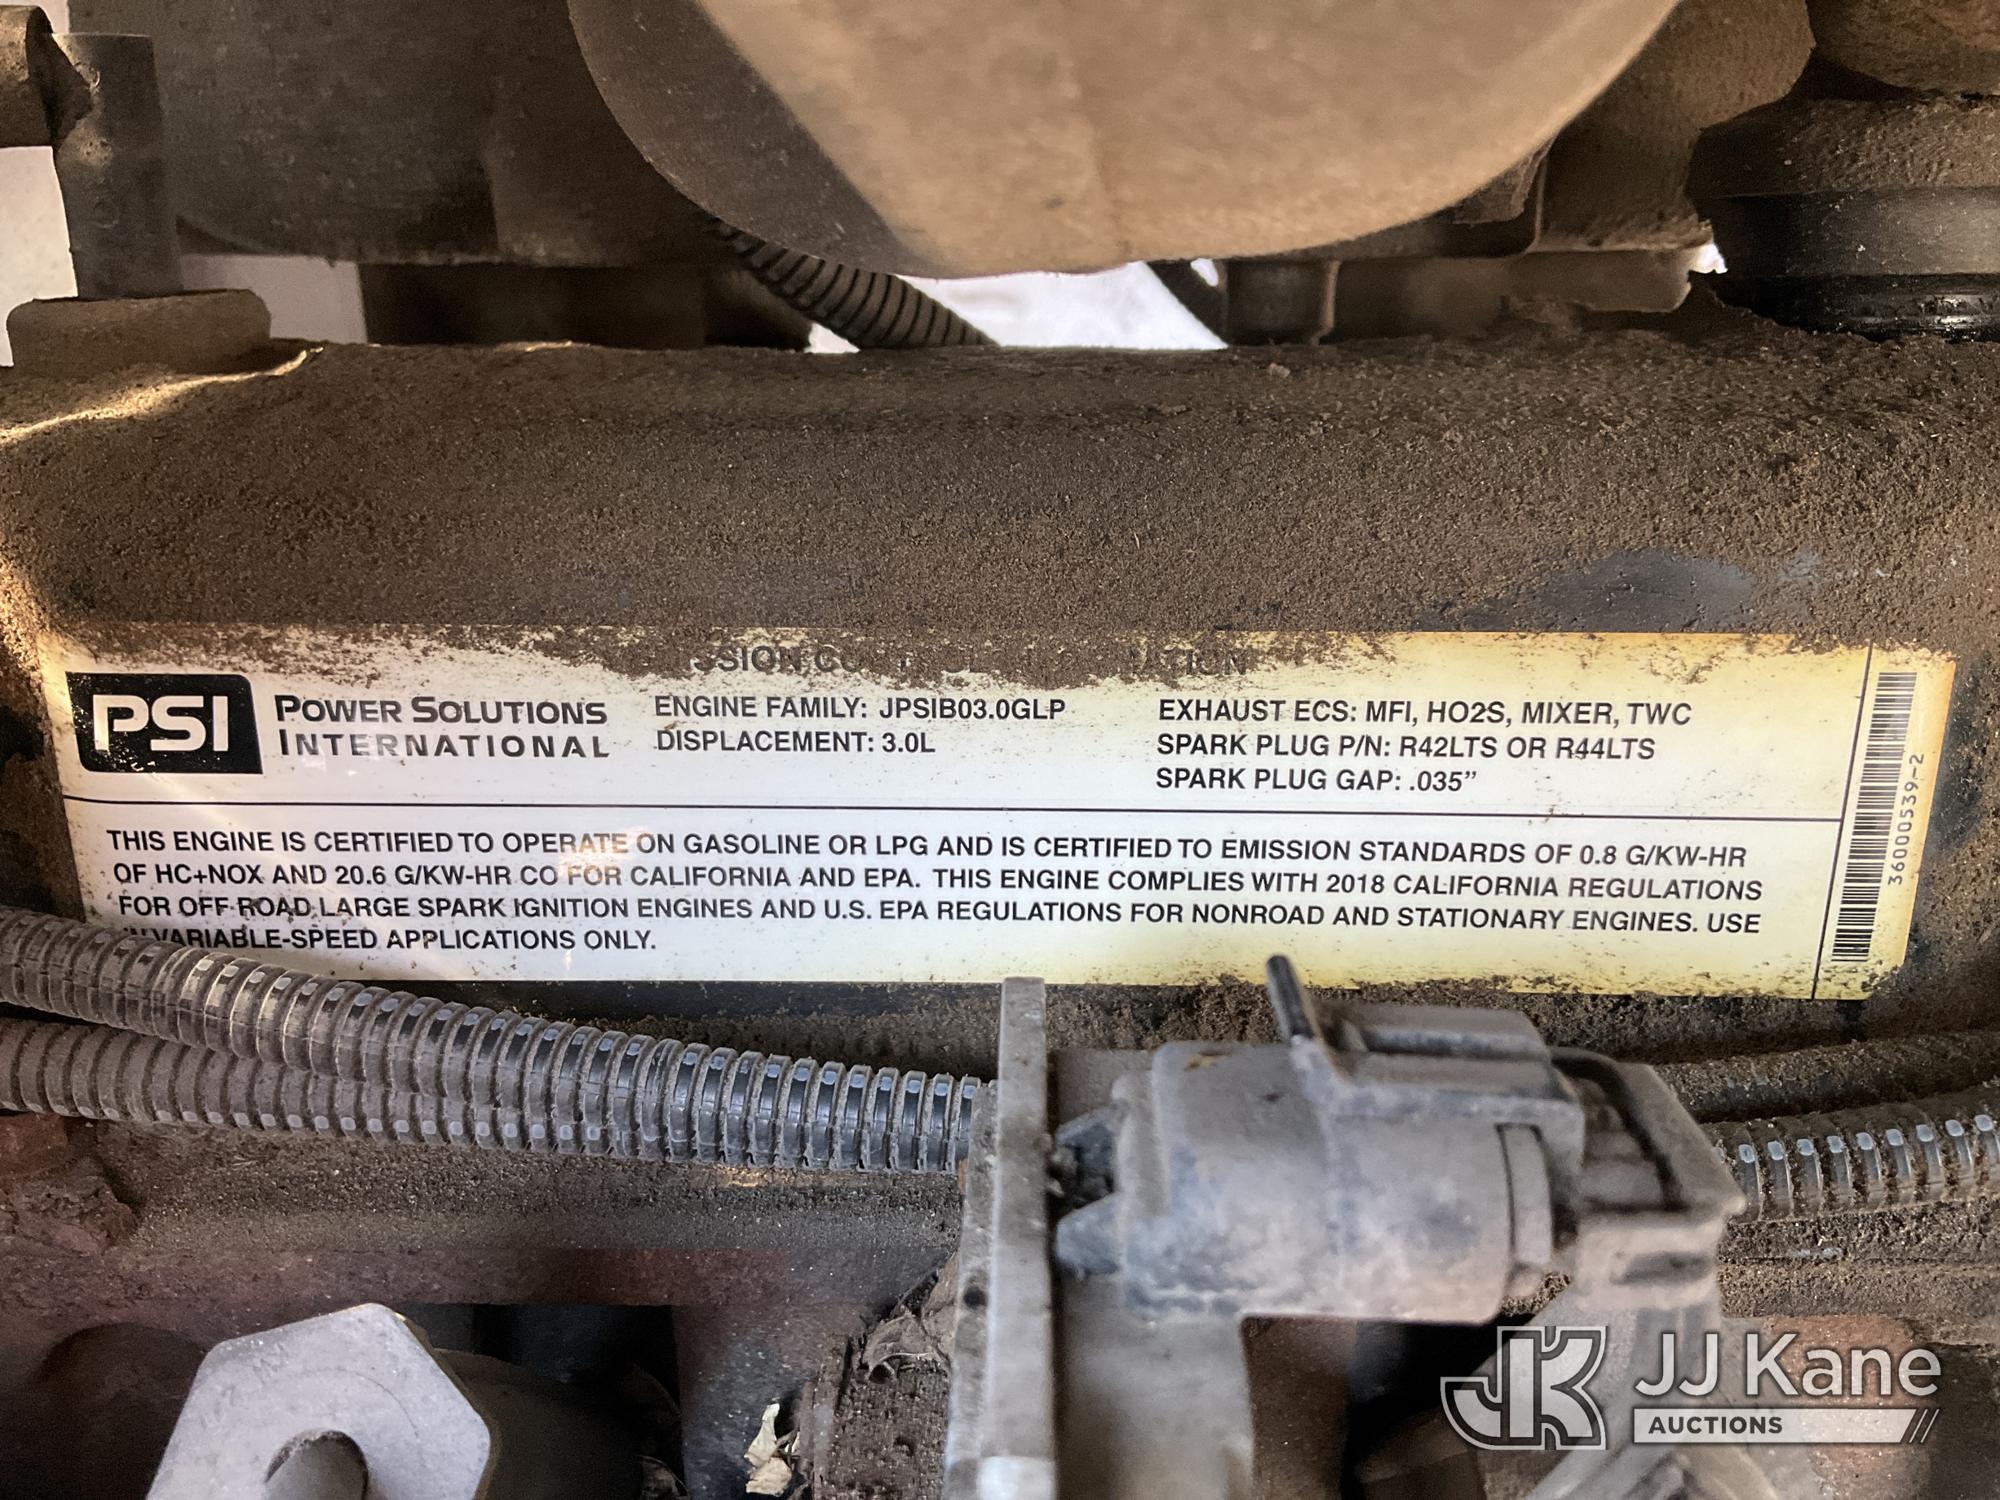 PSI
POWER SOLUTIONS
INTERNATIONAL
ENGINE FAMILY: JPSIB03.0GLP
DISPLACEMENT: 3.0L
EXHAUST ECS: MFI, HO2S, MIXER, TWC
SPARK PLUG P/N: R42LTS OR R44LTS
SPARK PLUG GAP: .035”
THIS ENGINE IS CERTIFIED TO OPERATE ON GASOLINE OR LPG AND IS CERTIFIED TO EMISSION STANDARDS OF 0.8 G/KW-HR
OF HC+NOX AND 20.6 G/KW-HR CO FOR CALIFORNIA AND EPA. THIS ENGINE COMPLIES WITH 2018 CALIFORNIA REGULATIONS
FOR OFF-ROAD LARGE SPARK IGNITION ENGINES AND U.S. EPA REGULATIONS FOR NONROAD AND STATIONARY ENGINES. USE
IN VARIABLE-SPEED APPLICATIONS ONLY.
36000539-2
JK
JJ Kane
AUCTIONS